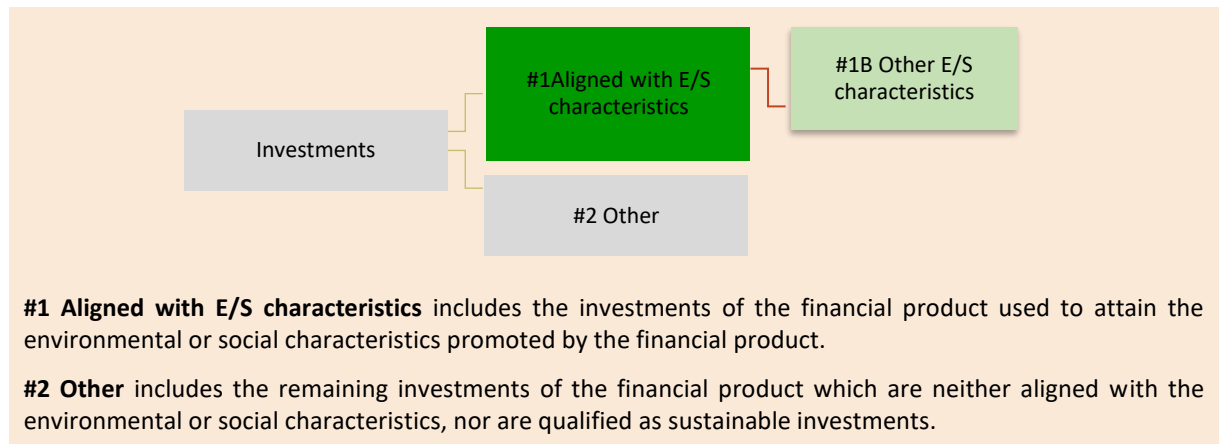 #1Aligned with E/S
characteristics
#1B Other E/S
characteristics
Investments
#2 Other
#1 Aligned with E/S characteristics includes the investments of the financial product used to attain the
environmental or social characteristics promoted by the financial product.
#2 Other includes the remaining investments of the financial product which are neither aligned with the
environmental or social characteristics, nor are qualified as sustainable investments.